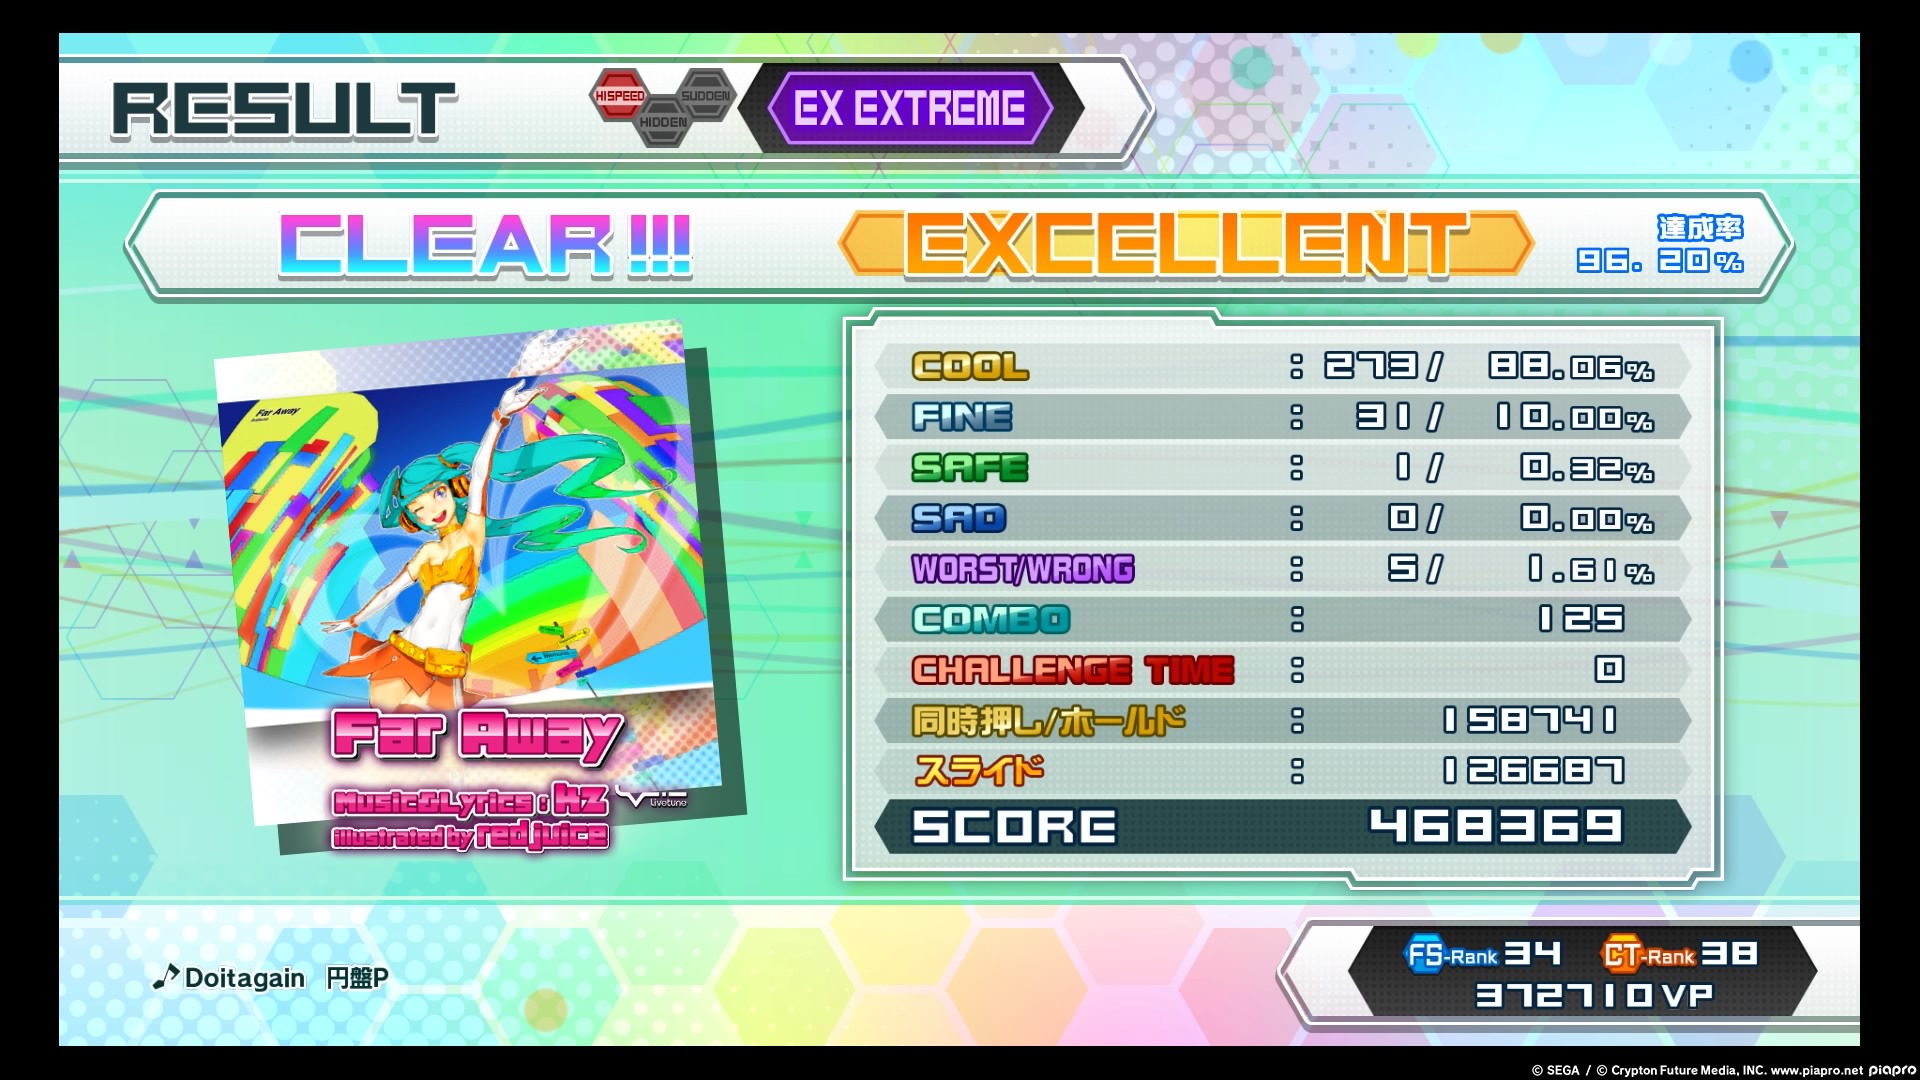 RESULT
HISPEED
HIDDEN
SUDDEN
EX EXTREME
CLEAR!!!
EXCELLENT
達成率
96.20%
Far Away
Far Away
Music&Lyrics : kz
livetune
illustrated by redjuice
COOL : 273/ 88.06%
FINE : 31/ 10.00%
SAFE : 1/ 0.32%
SAD : 0/ 0.00%
WORST/WRONG : 5/ 1.61%
COMBO : 125
CHALLENGE TIME : 0
同時押し/ホールド : 158741
スライド : 126687
SCORE 468369
♪Doitagain 円盤P
FS-Rank 34 CT-Rank 38
372710VP
© SEGA / © Crypton Future Media, INC. www.piapro.net piapro